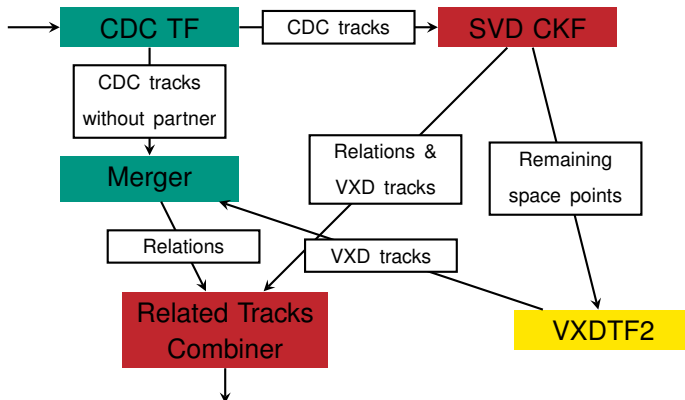 CDC TF
CDC tracks
SVD CKF
CDC tracks
without partner
Relations &
VXD tracks
Remaining
space points
Merger
Relations
VXD tracks
Related Tracks
Combiner
VXDTF2